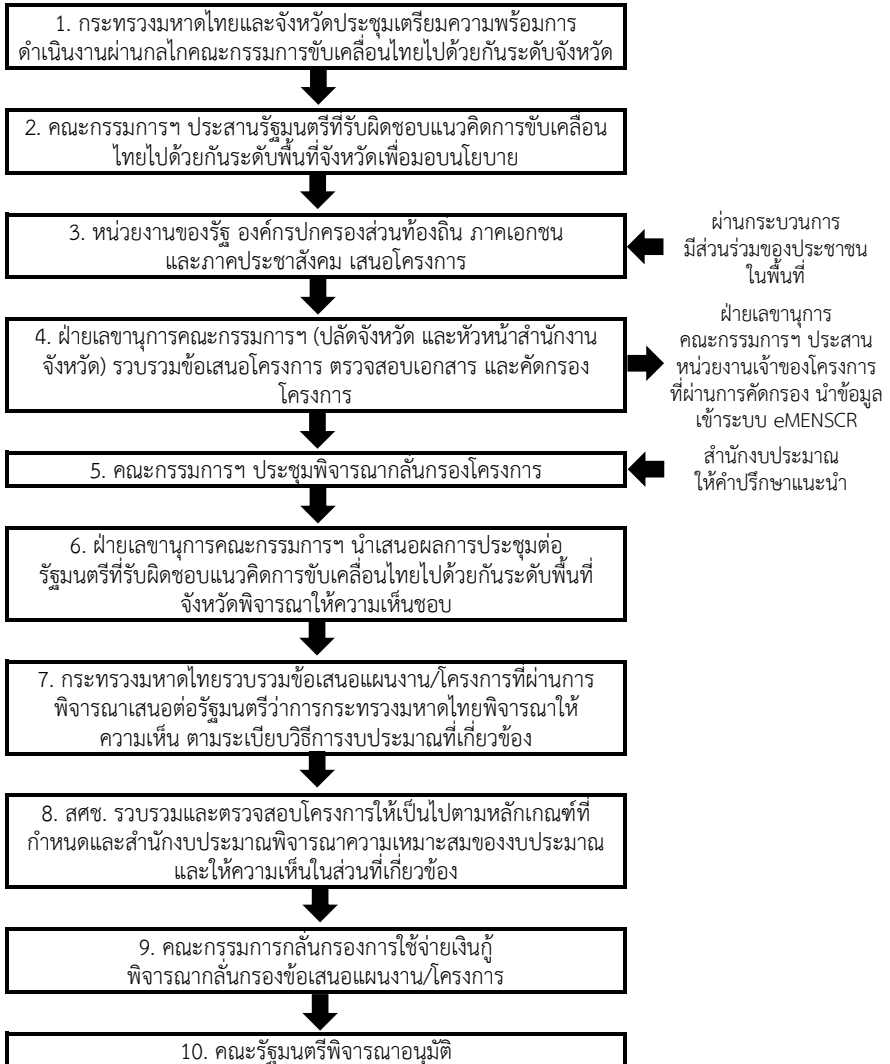 1. กระทรวงมหาดไทยและจังหวัดประชุมเตรียมความพร้อมการ
ดำเนินงานผ่านกลไกคณะกรรมการขับเคลื่อนไทยไปด้วยกันระดับจังหวัด
2. คณะกรรมการฯ ประสานรัฐมนตรีที่รับผิดชอบแนวคิดการขับเคลื่อน
ไทยไปด้วยกันระดับพื้นที่จังหวัดเพื่อมอบนโยบาย
3. หน่วยงานของรัฐ องค์กรปกครองส่วนท้องถิ่น ภาคเอกชน
และภาคประชาสังคม เสนอโครงการ
ผ่านกระบวนการ
มีส่วนร่วมของประชาชน
ในพื้นที่
4. ฝ่ายเลขานุการคณะกรรมการฯ (ปลัดจังหวัด และหัวหน้าสำนักงาน
จังหวัด) รวบรวมข้อเสนอโครงการ ตรวจสอบเอกสาร และคัดกรอง
โครงการ
ฝ่ายเลขานุการ
คณะกรรมการฯ ประสาน
หน่วยงานเจ้าของโครงการ
ที่ผ่านการคัดกรอง นำข้อมูล
เข้าระบบ eMENSCR
5. คณะกรรมการฯ ประชุมพิจารณากลั่นกรองโครงการ
สำนักงบประมาณ
ให้คำปรึกษาแนะนำ
6. ฝ่ายเลขานุการคณะกรรมการฯ นำเสนอผลการประชุมต่อ
รัฐมนตรีที่รับผิดชอบแนวคิดการขับเคลื่อนไทยไปด้วยกันระดับพื้นที่
จังหวัดพิจารณาให้ความเห็นชอบ
7. กระทรวงมหาดไทยรวบรวมข้อเสนอแผนงาน/โครงการที่ผ่านการ
พิจารณาเสนอต่อรัฐมนตรีว่าการกระทรวงมหาดไทยพิจารณาให้
ความเห็น ตามระเบียบวิธีการงบประมาณที่เกี่ยวข้อง
8. สศช. รวบรวมและตรวจสอบโครงการให้เป็นไปตามหลักเกณฑ์ที่
กำหนดและสำนักงบประมาณพิจารณาความเหมาะสมของงบประมาณ
และให้ความเห็นในส่วนที่เกี่ยวข้อง
9. คณะกรรมการกลั่นกรองการใช้จ่ายเงินกู้
พิจารณากลั่นกรองข้อเสนอแผนงาน/โครงการ
10. คณะรัฐมนตรีพิจารณาอนุมัติ